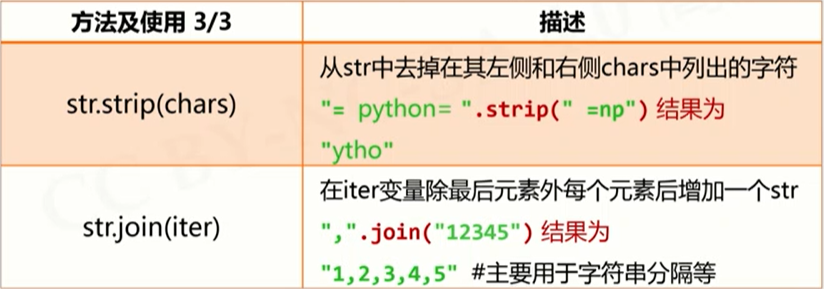 方法及使用 3/3
描述
str.strip(chars)
从str中去掉在其左侧和右侧chars中列出的字符
"= python= ".strip(" =np") 结果为
"ytho"
str.join(iter)
在iter变量除最后元素外每个元素后增加一个str
",".join("12345") 结果为
"1,2,3,4,5" #主要用于字符串分隔等